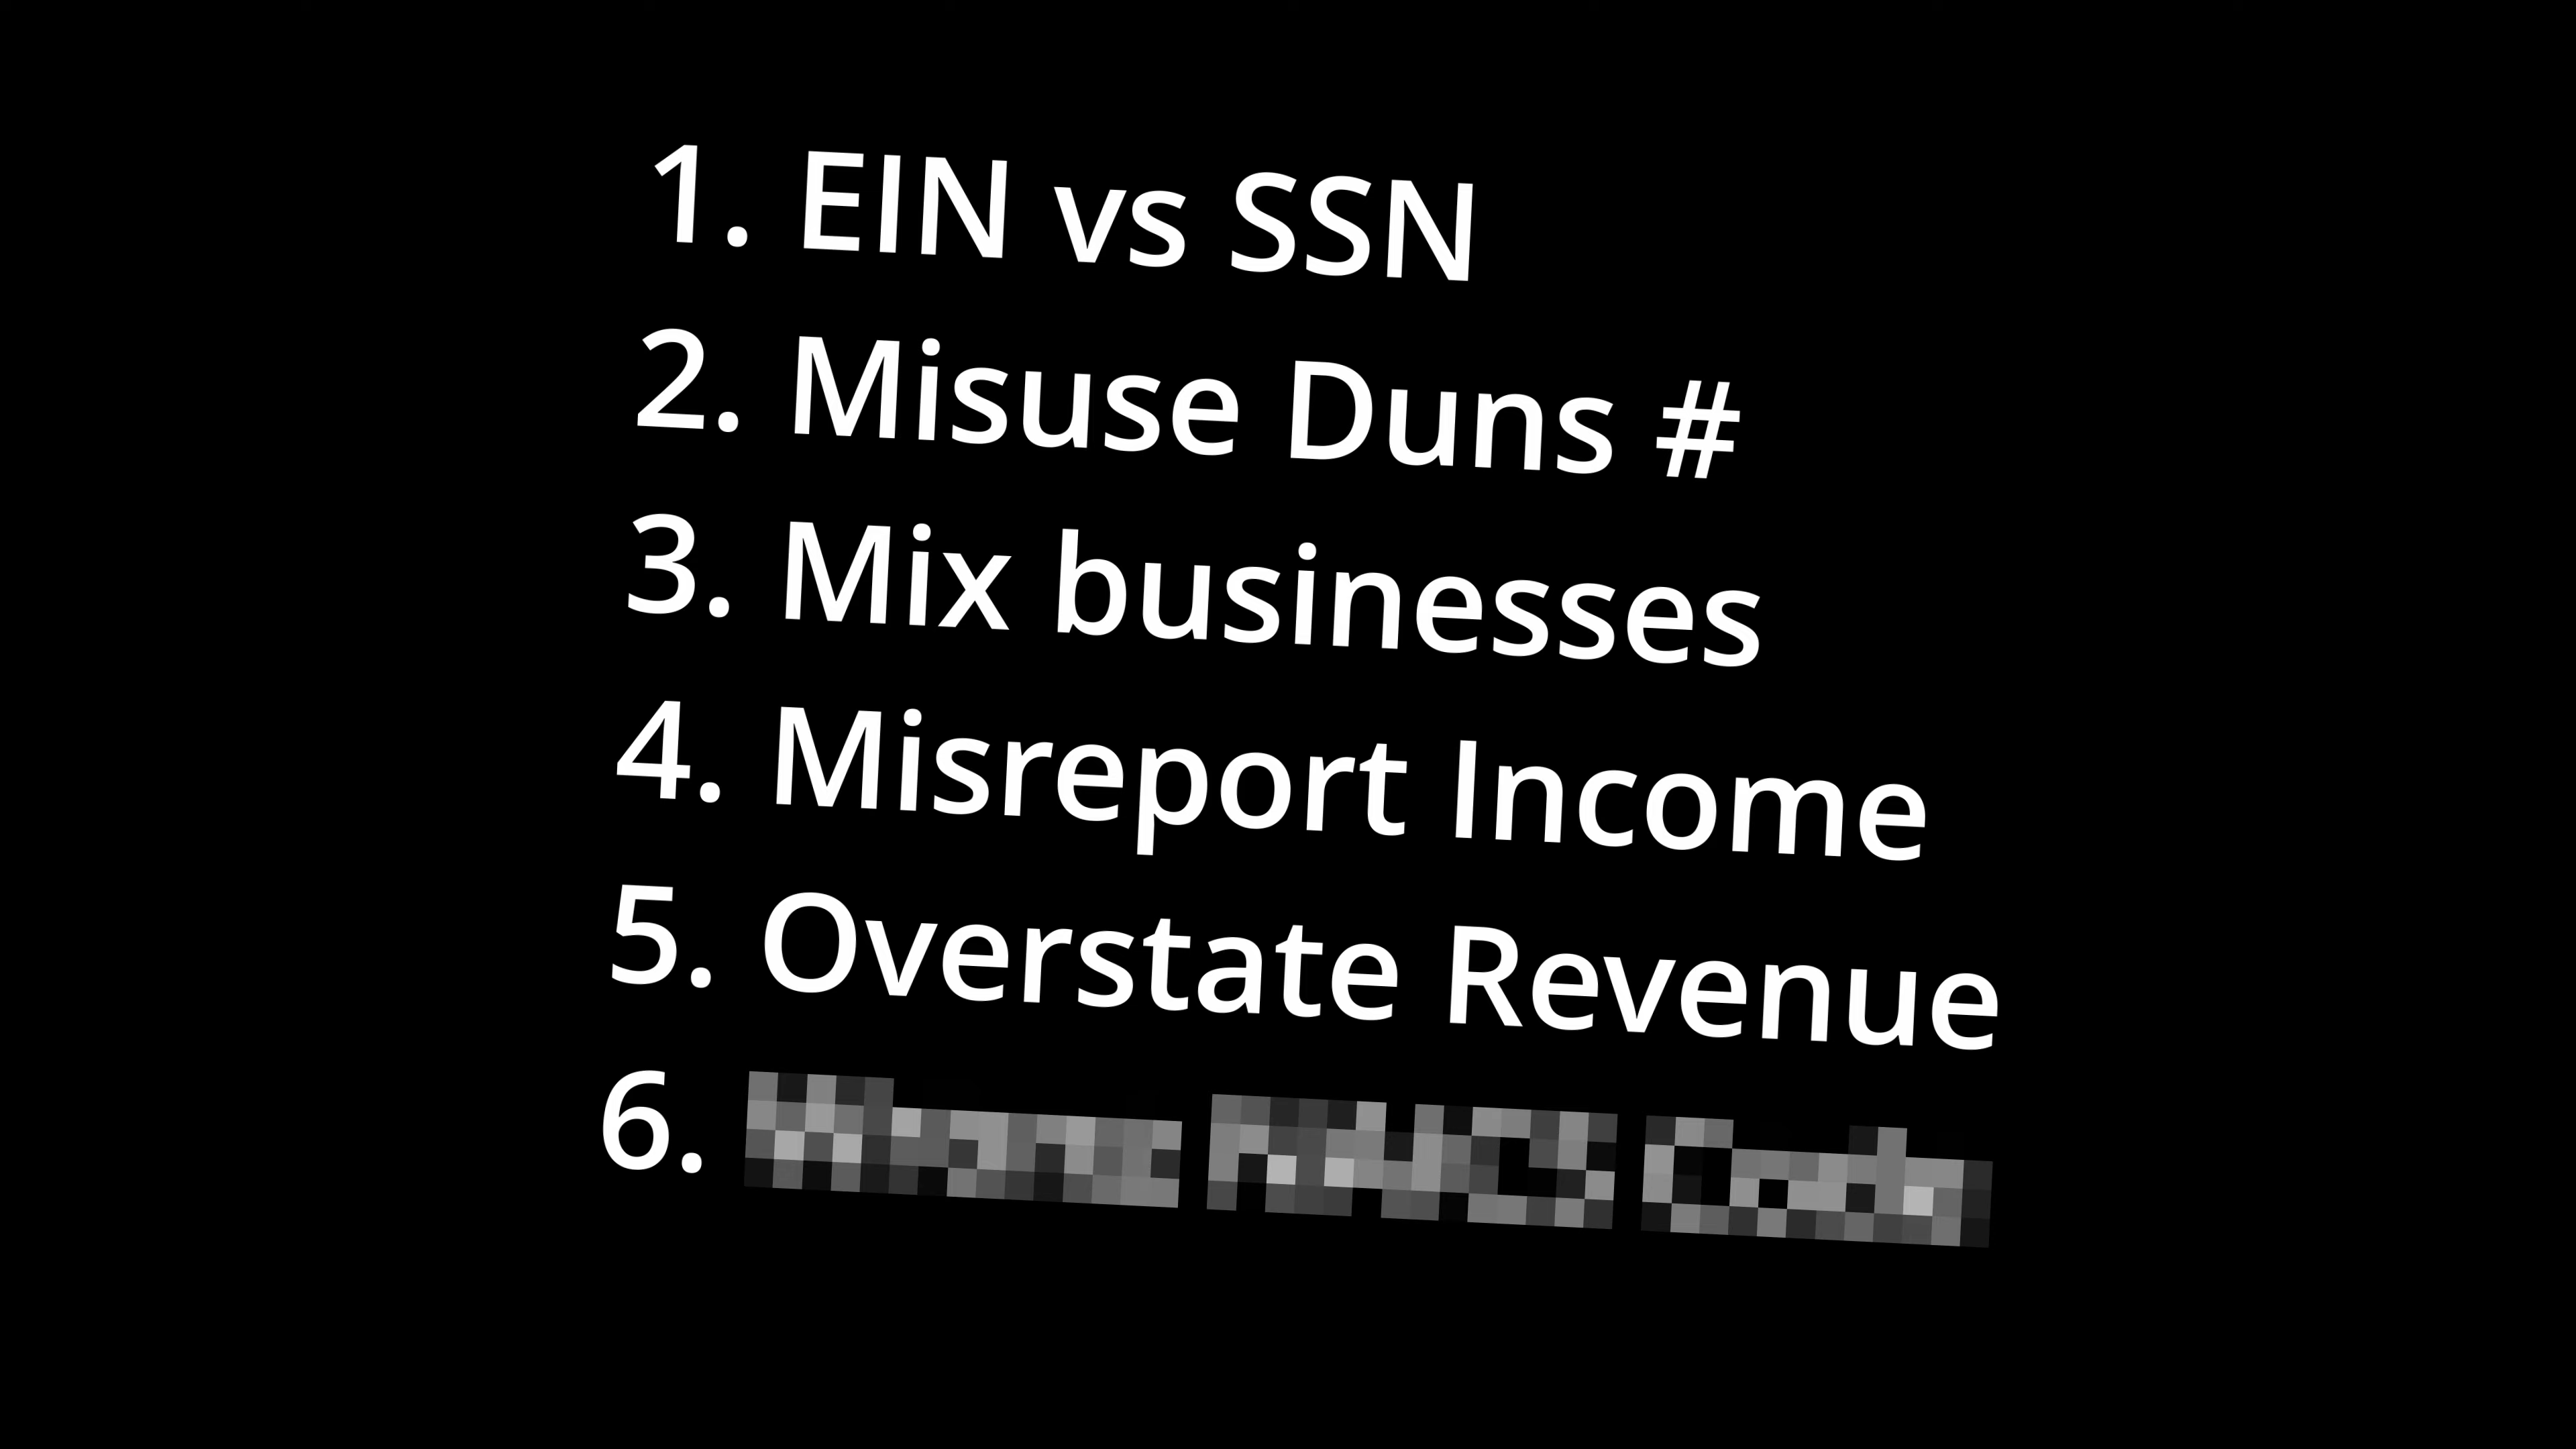 1. EIN vs SSN
2. Misuse Duns #
3. Mix businesses
4. Misreport Income
5. Overstate Revenue
6.